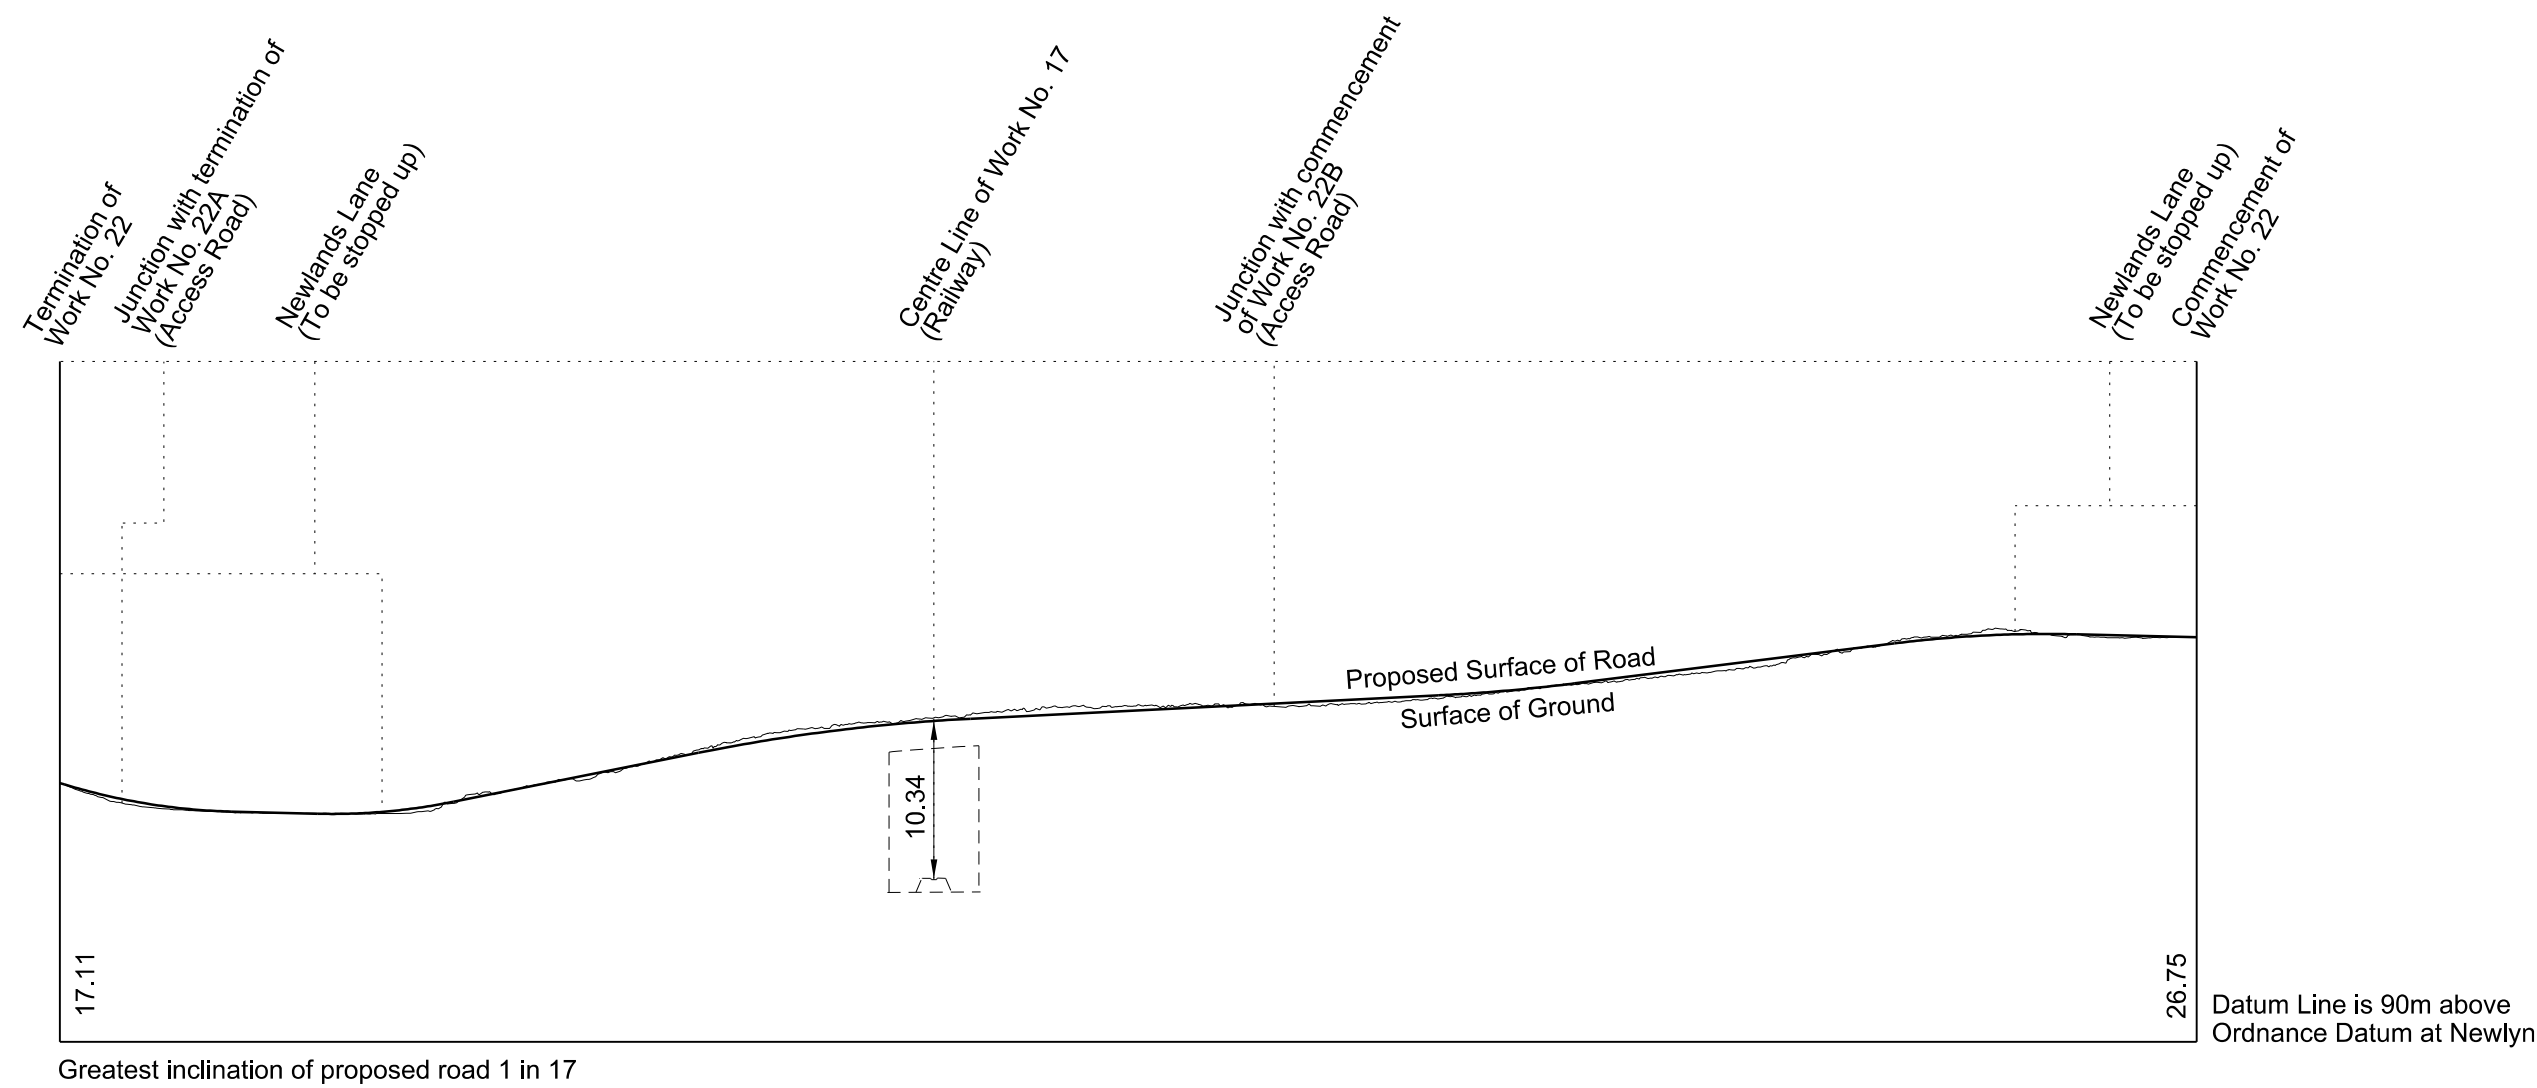 Termination of
Work No. 22
Junction with termination of
Work No. 22A
(Access Road)
Newlands Lane
(To be stopped up)
Centre Line of Work No. 17
(Railway)
Junction with commencement
of Work No. 22B
(Access Road)
Newlands Lane
(To be stopped up)
Commencement of
Work No. 22
Proposed Surface of Road
Surface of Ground
10.34
17.11
26.75
Datum Line is 90m above
Ordnance Datum at Newlyn
Greatest inclination of proposed road 1 in 17